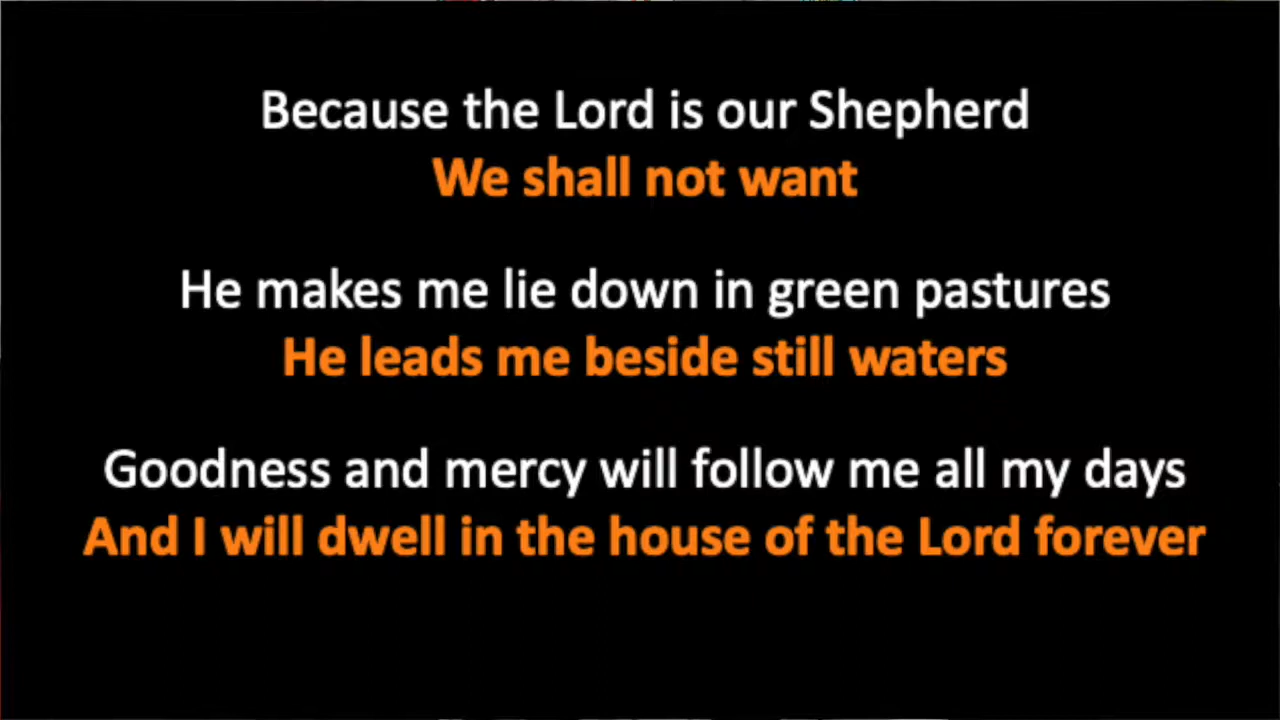 Because the Lord is our Shepherd
We shall not want
He makes me lie down in green pastures
He leads me beside still waters
Goodness and mercy will follow me all my days
And I will dwell in the house of the Lord forever